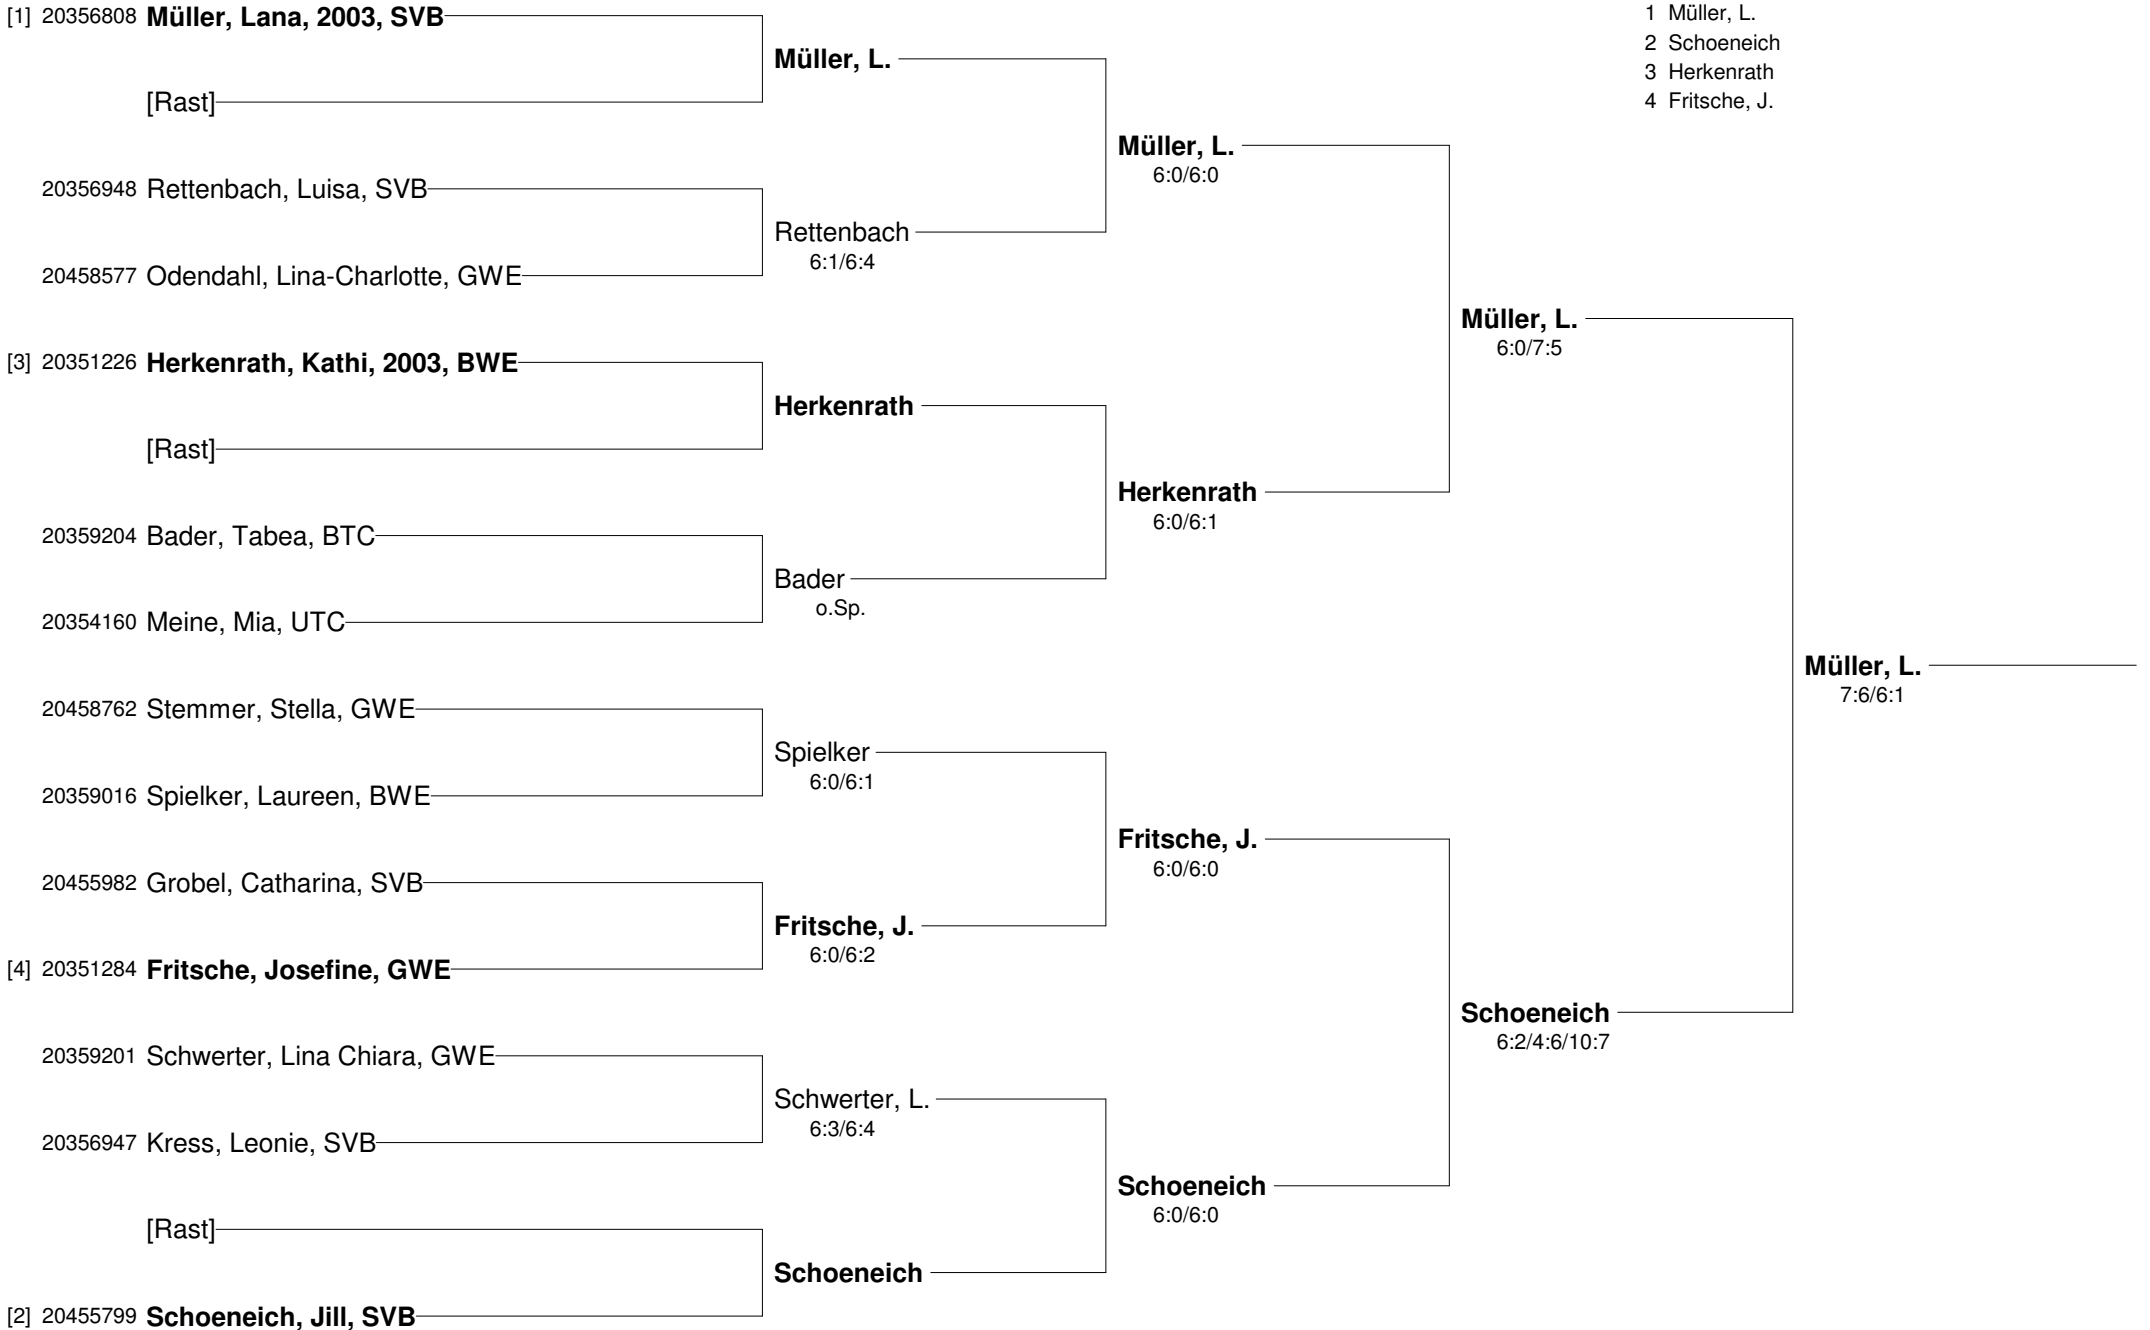 [1] 20356808 Müller, Lana, 2003, SVB
[Rast]
20356948 Rettenbach, Luisa, SVB
20458577 Odendahl, Lina-Charlotte, GWE
[3] 20351226 Herkenrath, Kathi, 2003, BWE
[Rast]
20359204 Bader, Tabea, BTC
20354160 Meine, Mia, UTC
20458762 Stemmer, Stella, GWE
20359016 Spielker, Laureen, BWE
20455982 Grobel, Catharina, SVB
[4] 20351284 Fritsche, Josefine, GWE
20359201 Schwerter, Lina Chiara, GWE
20356947 Kress, Leonie, SVB
[Rast]
[2] 20455799 Schoeneich, Jill, SVB
Müller, L.
Rettenbach
6:1/6:4
Herkenrath
Bader
o.Sp.
Spielker
6:0/6:1
Fritsche, J.
6:0/6:2
Schwerter, L.
6:3/6:4
Schoeneich
Müller, L.
6:0/6:0
Herkenrath
6:0/6:1
Fritsche, J.
6:0/6:0
Schoeneich
6:0/6:0
Müller, L.
6:0/7:5
Schoeneich
6:2/4:6/10:7
Müller, L.
7:6/6:1
1 Müller, L.
2 Schoeneich
3 Herkenrath
4 Fritsche, J.